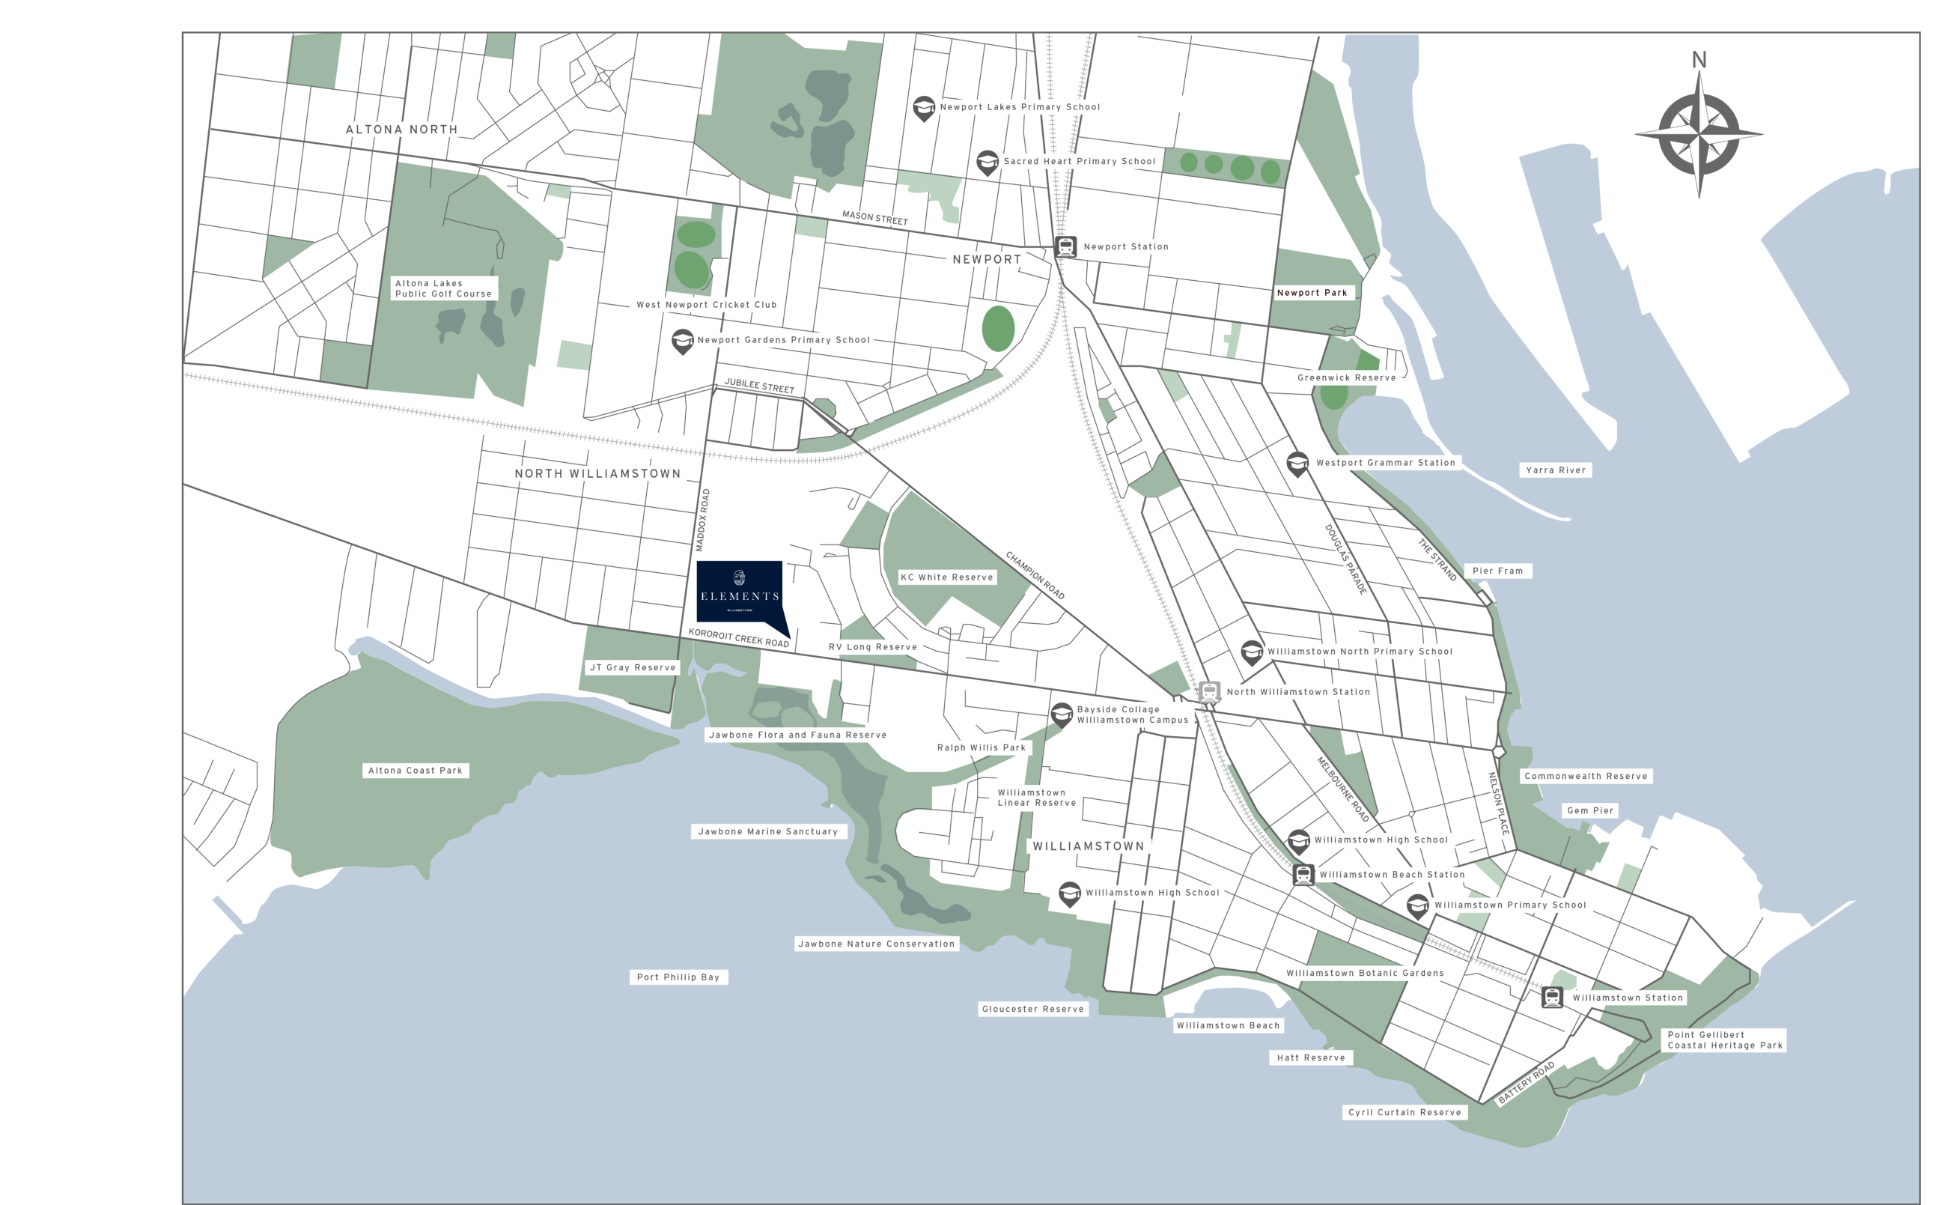 N
Newport Lakes Primary School
ALTONA NORTH
Sacred Heart Primary School
MASON STREET
Newport Station
NEWPORT
Altona Lakes
Public Golf Course
Newport Park
West Newport Cricket Club
Newport Gardens Primary School
JUBILEE STREET
Greenwick Reserve
Westport Grammar Station
Yarra River
NORTH WILLIAMSTOWN
MADDOX ROAD
DOUGLAS PARADE
THE STRAND
CHAMPION ROAD
Pier Fram
KC White Reserve
ELEMENTS
WILLIAMSTOWN
KOROROIT CREEK ROAD
RV Long Reserve
Williamstown North Primary School
JT Gray Reserve
North Williamstown Station
Bayside Collage
Williamstown Campus
Jawbone Flora and Fauna Reserve
Ralph Willis Park
Altona Coast Park
Commonwealth Reserve
MELBOURNE ROAD
NELSON PLACE
Williamstown
Linear Reserve
Gem Pier
Jawbone Marine Sanctuary
Williamstown High School
WILLIAMSTOWN
Williamstown Beach Station
Williamstown High School
Williamstown Primary School
Jawbone Nature Conservation
Port Phillip Bay
Williamstown Botanic Gardens
Williamstown Station
Gloucester Reserve
Williamstown Beach
Point Gellibert
Coastal Heritage Park
Hatt Reserve
BATTERY ROAD
Cyril Curtain Reserve